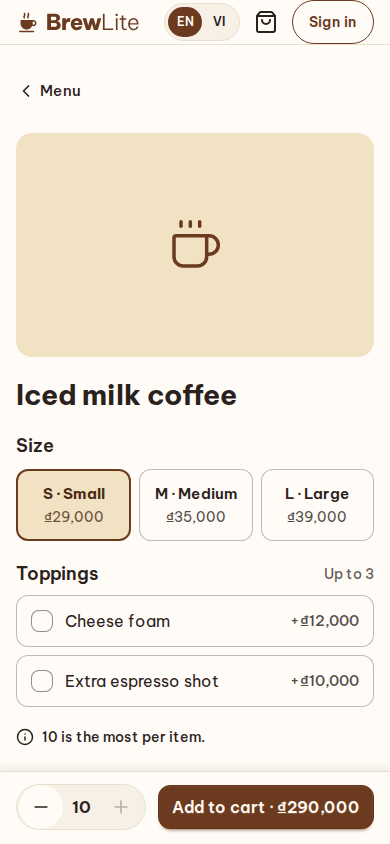 BrewLite EN VI Sign in
Menu
Iced milk coffee
Size
S · Small M · Medium L · Large
₫29,000 ₫35,000 ₫39,000
Toppings Up to 3
Cheese foam +₫12,000
Extra espresso shot +₫10,000
10 is the most per item.
− 10 + Add to cart · ₫290,000